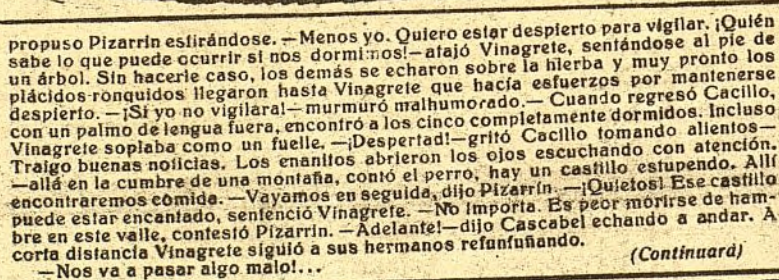 propuso Pizarrín estirándose. —Menos yo. Quiero estar despierto para vigilar. ¡Quién
sabe lo que puede ocurrir si nos dormimos!—atajó Vinagrete, sentándose al pie de
un árbol. Sin hacerle caso, los demás se echaron sobre la hierba y muy pronto los
plácidos ronquidos llegaron hasta Vinagrete que hacía esfuerzos por mantenerse
despierto. —¡Si yo no vigilara!—murmuró malhumorado.— Cuando regresó Cacillo,
con un palmo de lengua fuera, encontró a los cinco completamente dormidos. Incluso
Vinagrete soplaba como un fuelle. —¡Despertad!—gritó Cacillo tomando alientos—
Traigo buenas noticias. Los enanitos abrieron los ojos escuchando con atención.
—allá en la cumbre de una montaña, contó el perro, hay un castillo estupendo. Allí
encontraremos comida. —Vayamos en seguida, dijo Pizarrín. —¡Quietos! Ese castillo
puede estar encantado, sentenció Vinagrete. —No importa. Es peor morirse de ham-
bre en este valle, contestó Pizarrín. —Adelante!—dijo Cascabel echando a andar. A
corta distancia Vinagrete siguió a sus hermanos refunfuñando.
—Nos va a pasar algo malo!... (Continuará)